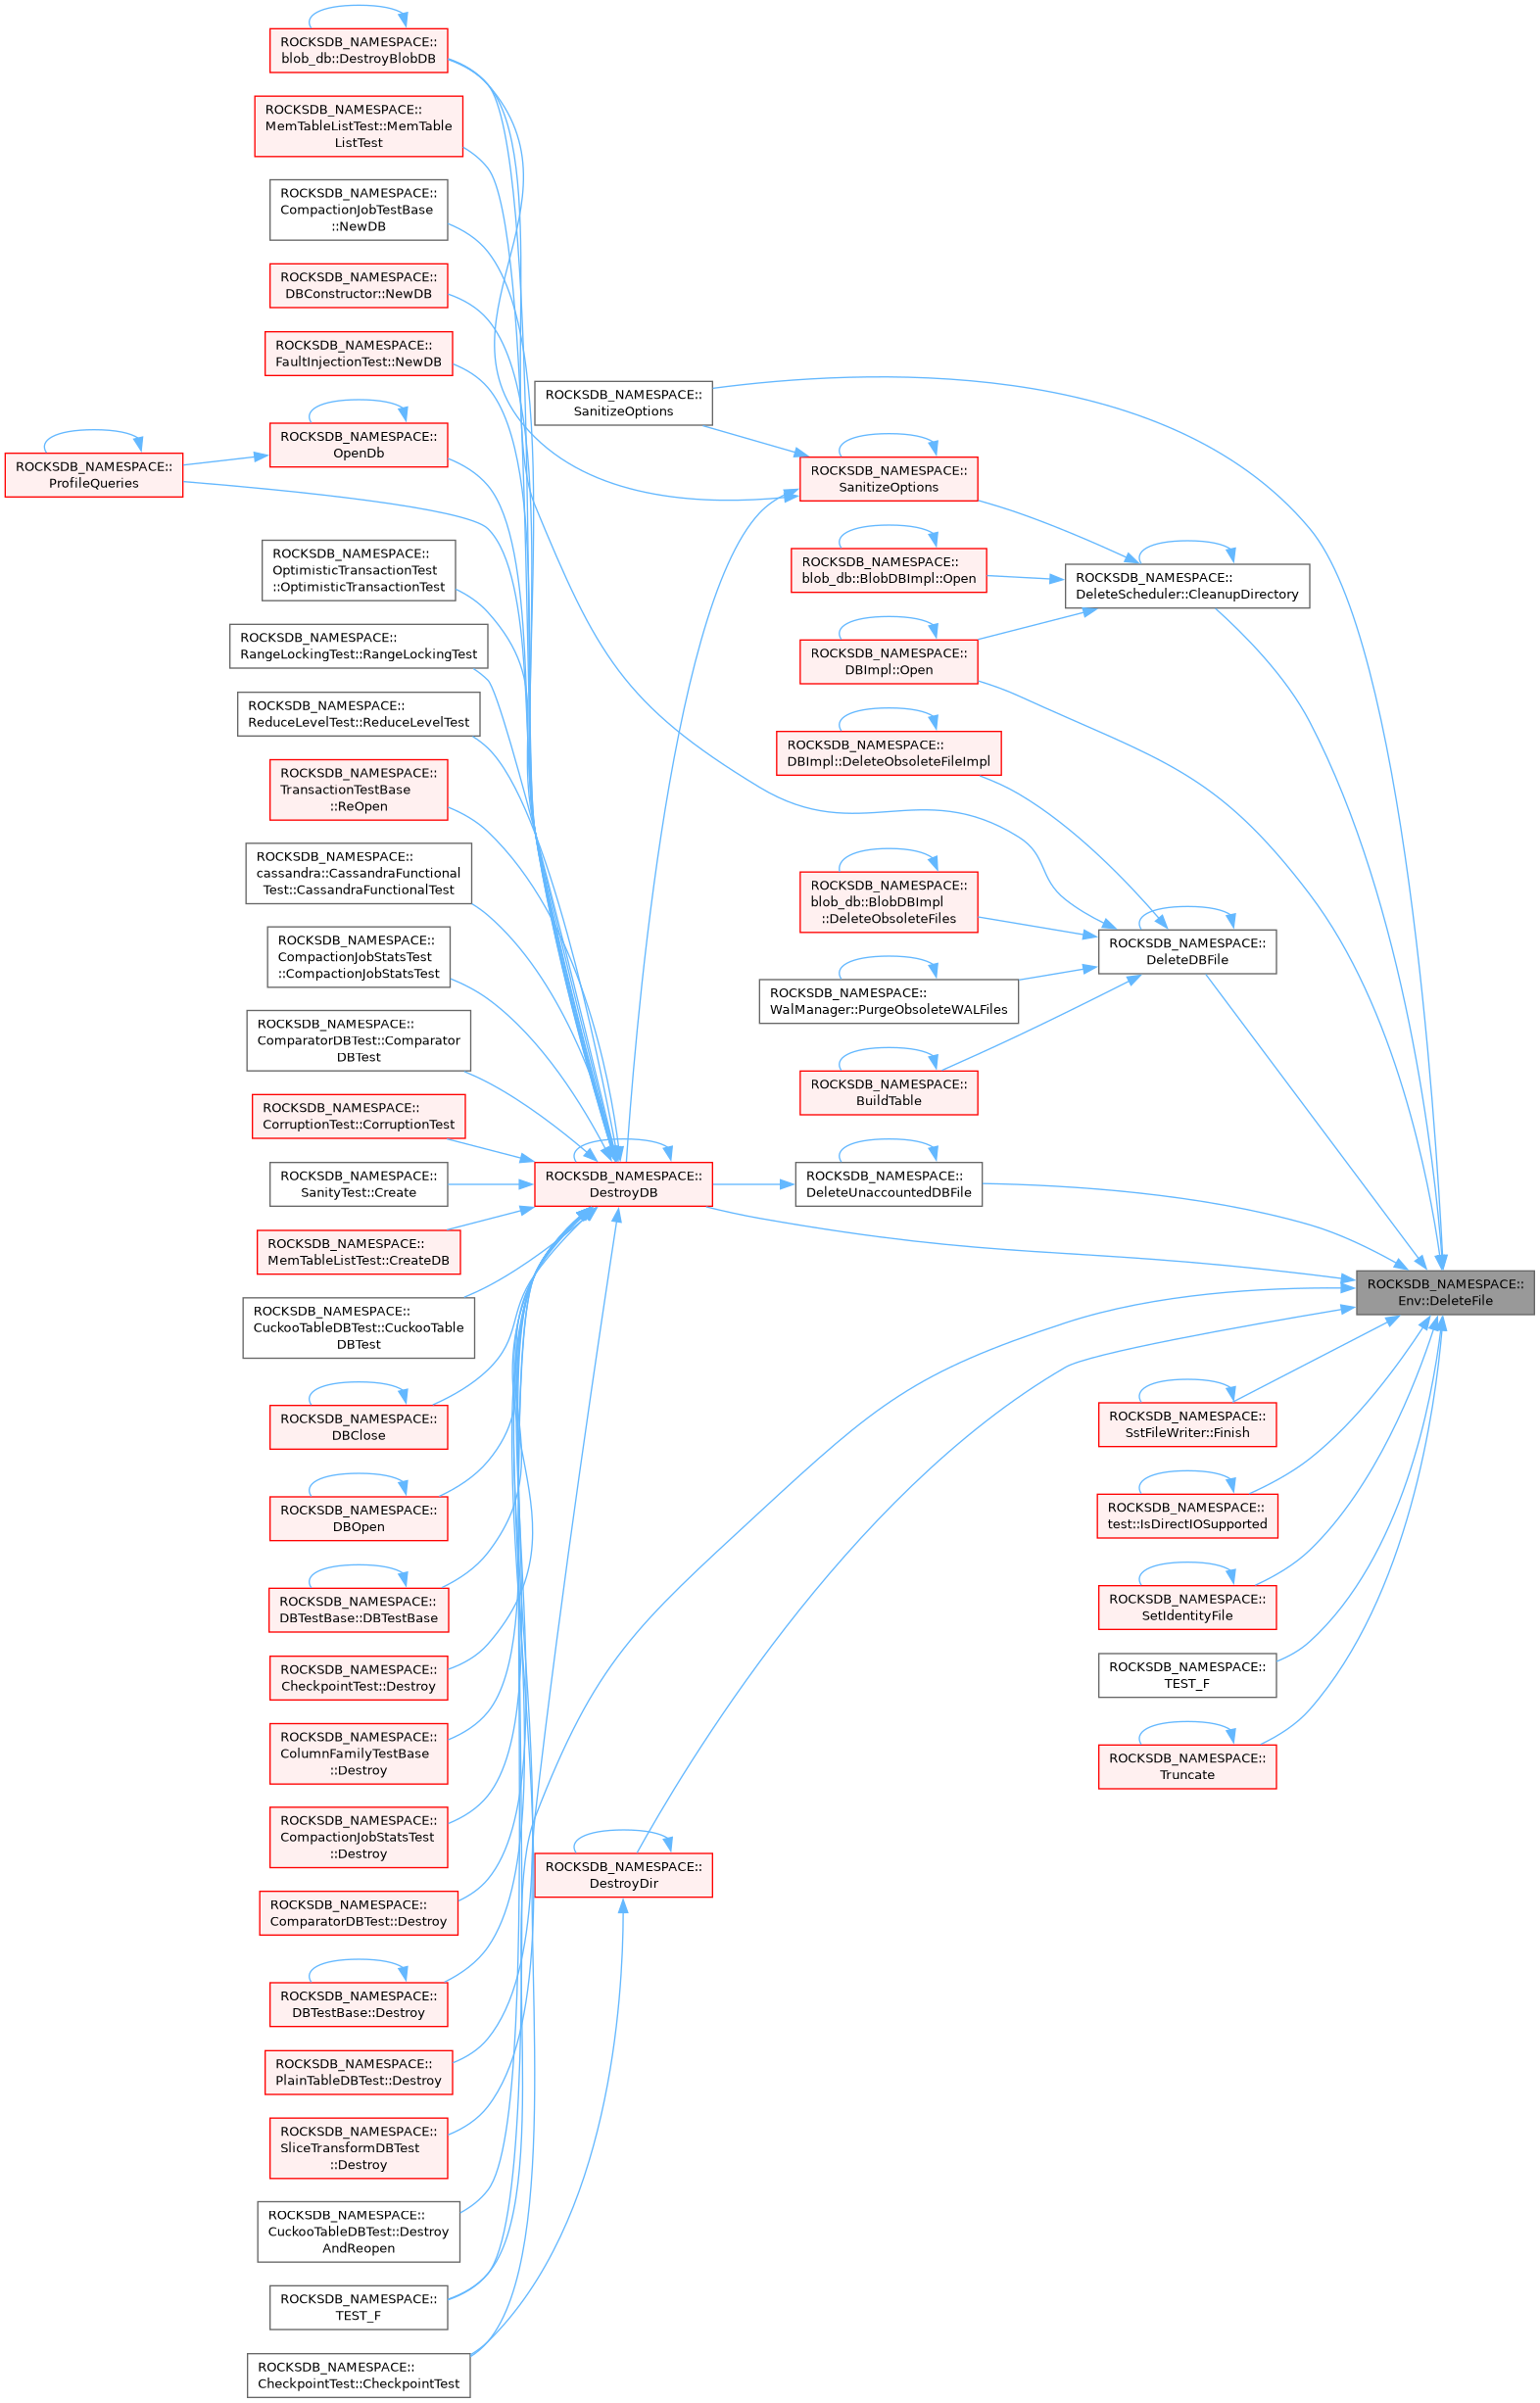 ROCKSDB_NAMESPACE::
blob_db::DestroyBlobDB
ROCKSDB_NAMESPACE::
MemTableListTest::MemTable
ListTest
ROCKSDB_NAMESPACE::
CompactionJobTestBase
::NewDB
ROCKSDB_NAMESPACE::
DBConstructor::NewDB
ROCKSDB_NAMESPACE::
FaultInjectionTest::NewDB
ROCKSDB_NAMESPACE::
OpenDb
ROCKSDB_NAMESPACE::
ProfileQueries
ROCKSDB_NAMESPACE::
OptimisticTransactionTest
::OptimisticTransactionTest
ROCKSDB_NAMESPACE::
RangeLockingTest::RangeLockingTest
ROCKSDB_NAMESPACE::
ReduceLevelTest::ReduceLevelTest
ROCKSDB_NAMESPACE::
TransactionTestBase
::ReOpen
ROCKSDB_NAMESPACE::
cassandra::CassandraFunctional
Test::CassandraFunctionalTest
ROCKSDB_NAMESPACE::
CompactionJobStatsTest
::CompactionJobStatsTest
ROCKSDB_NAMESPACE::
ComparatorDBTest::Comparator
DBTest
ROCKSDB_NAMESPACE::
CorruptionTest::CorruptionTest
ROCKSDB_NAMESPACE::
SanityTest::Create
ROCKSDB_NAMESPACE::
MemTableListTest::CreateDB
ROCKSDB_NAMESPACE::
CuckooTableDBTest::CuckooTable
DBTest
ROCKSDB_NAMESPACE::
DBClose
ROCKSDB_NAMESPACE::
DBOpen
ROCKSDB_NAMESPACE::
DBTestBase::DBTestBase
ROCKSDB_NAMESPACE::
CheckpointTest::Destroy
ROCKSDB_NAMESPACE::
ColumnFamilyTestBase
::Destroy
ROCKSDB_NAMESPACE::
CompactionJobStatsTest
::Destroy
ROCKSDB_NAMESPACE::
ComparatorDBTest::Destroy
ROCKSDB_NAMESPACE::
DBTestBase::Destroy
ROCKSDB_NAMESPACE::
PlainTableDBTest::Destroy
ROCKSDB_NAMESPACE::
SliceTransformDBTest
::Destroy
ROCKSDB_NAMESPACE::
CuckooTableDBTest::Destroy
AndReopen
ROCKSDB_NAMESPACE::
TEST_F
ROCKSDB_NAMESPACE::
CheckpointTest::CheckpointTest
ROCKSDB_NAMESPACE::
SanitizeOptions
ROCKSDB_NAMESPACE::
DestroyDB
ROCKSDB_NAMESPACE::
DestroyDir
ROCKSDB_NAMESPACE::
SanitizeOptions
ROCKSDB_NAMESPACE::
blob_db::BlobDBImpl::Open
ROCKSDB_NAMESPACE::
DBImpl::Open
ROCKSDB_NAMESPACE::
DBImpl::DeleteObsoleteFileImpl
ROCKSDB_NAMESPACE::
blob_db::BlobDBImpl
::DeleteObsoleteFiles
ROCKSDB_NAMESPACE::
WalManager::PurgeObsoleteWALFiles
ROCKSDB_NAMESPACE::
BuildTable
ROCKSDB_NAMESPACE::
DeleteUnaccountedDBFile
ROCKSDB_NAMESPACE::
DeleteScheduler::CleanupDirectory
ROCKSDB_NAMESPACE::
DeleteDBFile
ROCKSDB_NAMESPACE::
Env::DeleteFile
ROCKSDB_NAMESPACE::
SstFileWriter::Finish
ROCKSDB_NAMESPACE::
test::IsDirectIOSupported
ROCKSDB_NAMESPACE::
SetIdentityFile
ROCKSDB_NAMESPACE::
TEST_F
ROCKSDB_NAMESPACE::
Truncate